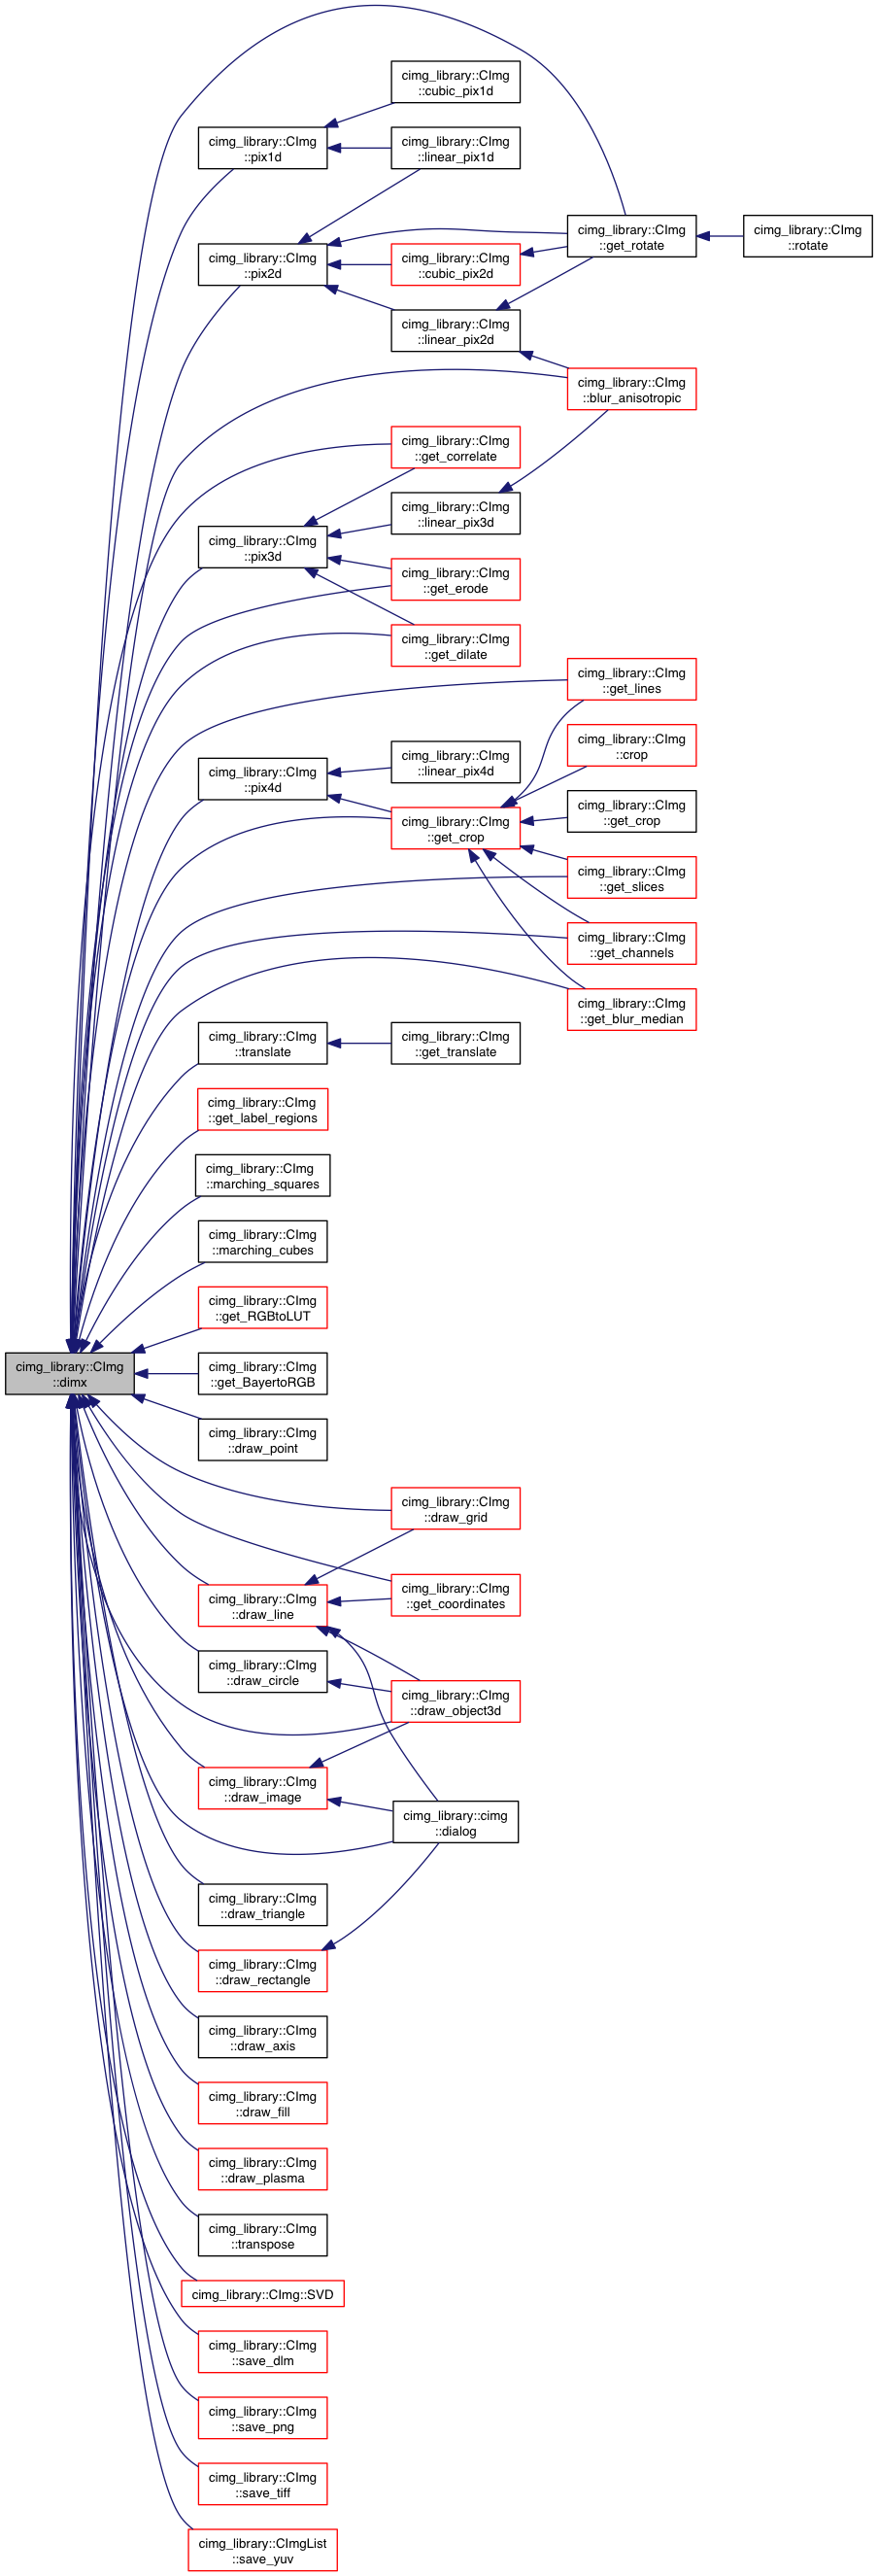 cimg_library::CImg
::cubic_pix1d
cimg_library::CImg
::pix1d
cimg_library::CImg
::linear_pix1d
cimg_library::CImg
::get_rotate
cimg_library::CImg
::rotate
cimg_library::CImg
::pix2d
cimg_library::CImg
::cubic_pix2d
cimg_library::CImg
::linear_pix2d
cimg_library::CImg
::blur_anisotropic
cimg_library::CImg
::get_correlate
cimg_library::CImg
::linear_pix3d
cimg_library::CImg
::pix3d
cimg_library::CImg
::get_erode
cimg_library::CImg
::get_dilate
cimg_library::CImg
::get_lines
cimg_library::CImg
::crop
cimg_library::CImg
::linear_pix4d
cimg_library::CImg
::pix4d
cimg_library::CImg
::get_crop
cimg_library::CImg
::get_crop
cimg_library::CImg
::get_slices
cimg_library::CImg
::get_channels
cimg_library::CImg
::get_blur_median
cimg_library::CImg
::translate
cimg_library::CImg
::get_translate
cimg_library::CImg
::get_label_regions
cimg_library::CImg
::marching_squares
cimg_library::CImg
::marching_cubes
cimg_library::CImg
::get_RGBtoLUT
cimg_library::CImg
::dimx
cimg_library::CImg
::get_BayertoRGB
cimg_library::CImg
::draw_point
cimg_library::CImg
::draw_grid
cimg_library::CImg
::draw_line
cimg_library::CImg
::get_coordinates
cimg_library::CImg
::draw_circle
cimg_library::CImg
::draw_object3d
cimg_library::CImg
::draw_image
cimg_library::cimg
::dialog
cimg_library::CImg
::draw_triangle
cimg_library::CImg
::draw_rectangle
cimg_library::CImg
::draw_axis
cimg_library::CImg
::draw_fill
cimg_library::CImg
::draw_plasma
cimg_library::CImg
::transpose
cimg_library::CImg::SVD
cimg_library::CImg
::save_dlm
cimg_library::CImg
::save_png
cimg_library::CImg
::save_tiff
cimg_library::CImgList
::save_yuv